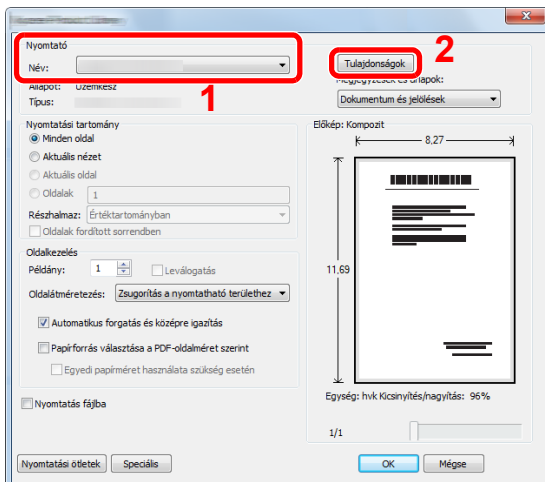 Nyomtató
Név:
1
Tulajdonságok
2
Állapot: Üzemkész
Típus:
Megjegyzések és űrlapok:
Dokumentum és jelölések
Nyomtatási tartomány
Minden oldal
Aktuális nézet
Aktuális oldal
Oldalak 1
Részhalmaz: Értéktartományban
Oldalak fordított sorrendben
Oldalkezelés
Példány: 1 Leválogatás
Oldalátméretezés: Zsugorítás a nyomtatható területhez
Automatikus forgatás és középre igazítás
Papírforrás választása a PDF-oldalméret szerint
Egyedi papírméret használata szükség esetén
Nyomtatás fájlba
Előkép: Kompozit
8,27
11,69
Egység: hvk Kicsinyítés/nagyítás: 96%
1/1
Nyomtatási ötletek Speciális OK Mégse